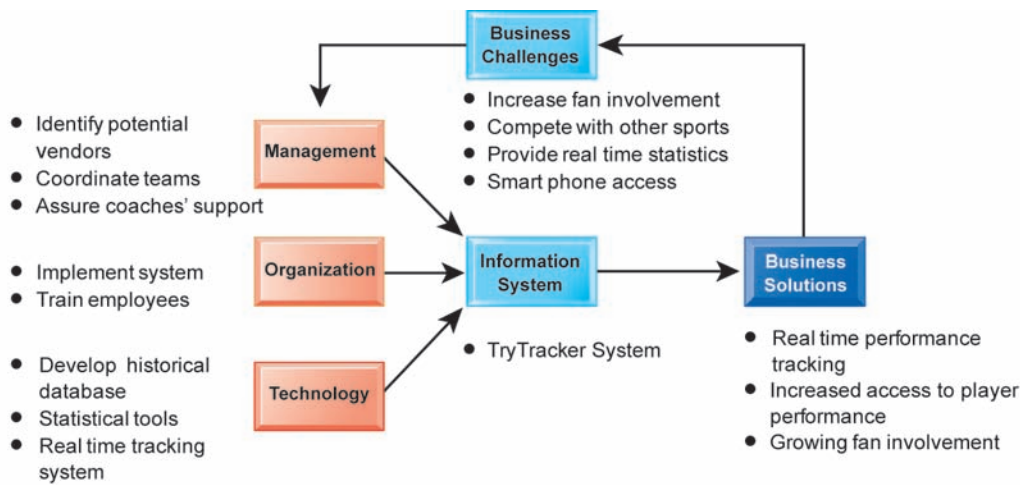 Business
Challenges
● Increase fan involvement
● Compete with other sports
● Provide real time statistics
● Smart phone access
● Identify potential
vendors
● Coordinate teams
● Assure coaches' support
Management
● Implement system
● Train employees
Organization
Information
System
● TryTracker System
Business
Solutions
● Real time performance
tracking
● Increased access to player
performance
● Growing fan involvement
● Develop historical
database
● Statistical tools
● Real time tracking
system
Technology